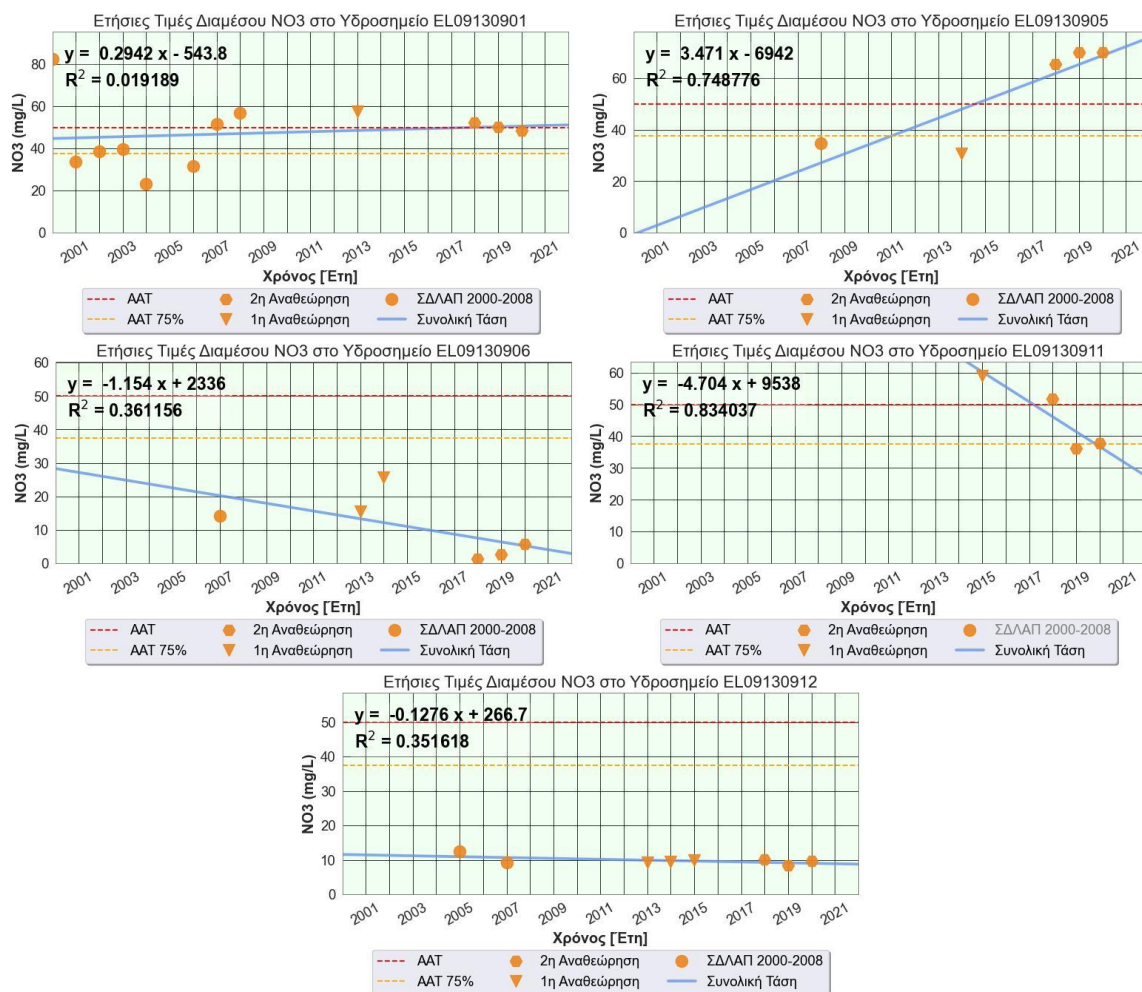 Ετήσιες Τιμές Διαμέσου NO3 στο Υδροσημείο EL09130901
y = 0.2942 x - 543.8
R² = 0.019189
NO3 (mg/L)
80
60
40
20
0
2001 2003 2005 2007 2009 2011 2013 2015 2017 2019 2021
Χρόνος [Έτη]
ΑΑΤ 2η Αναθεώρηση ΣΔΛΑΠ 2000-2008
ΑΑΤ 75% 1η Αναθεώρηση Συνολική Τάση
Ετήσιες Τιμές Διαμέσου NO3 στο Υδροσημείο EL09130905
y = 3.471 x - 6942
R² = 0.748776
NO3 (mg/L)
60
40
20
0
2001 2003 2005 2007 2009 2011 2013 2015 2017 2019 2021
Χρόνος [Έτη]
ΑΑΤ 2η Αναθεώρηση ΣΔΛΑΠ 2000-2008
ΑΑΤ 75% 1η Αναθεώρηση Συνολική Τάση
Ετήσιες Τιμές Διαμέσου NO3 στο Υδροσημείο EL09130906
y = -1.154 x + 2336
R² = 0.361156
NO3 (mg/L)
60
50
40
30
20
10
0
2001 2003 2005 2007 2009 2011 2013 2015 2017 2019 2021
Χρόνος [Έτη]
ΑΑΤ 2η Αναθεώρηση ΣΔΛΑΠ 2000-2008
ΑΑΤ 75% 1η Αναθεώρηση Συνολική Τάση
Ετήσιες Τιμές Διαμέσου NO3 στο Υδροσημείο EL09130911
y = -4.704 x + 9538
R² = 0.834037
NO3 (mg/L)
60
50
40
30
20
10
0
2001 2003 2005 2007 2009 2011 2013 2015 2017 2019 2021
Χρόνος [Έτη]
ΑΑΤ 2η Αναθεώρηση ΣΔΛΑΠ 2000-2008
ΑΑΤ 75% 1η Αναθεώρηση Συνολική Τάση
Ετήσιες Τιμές Διαμέσου NO3 στο Υδροσημείο EL09130912
y = -0.1276 x + 266.7
R² = 0.351618
NO3 (mg/L)
50
40
30
20
10
0
2001 2003 2005 2007 2009 2011 2013 2015 2017 2019 2021
Χρόνος [Έτη]
ΑΑΤ 2η Αναθεώρηση ΣΔΛΑΠ 2000-2008
ΑΑΤ 75% 1η Αναθεώρηση Συνολική Τάση